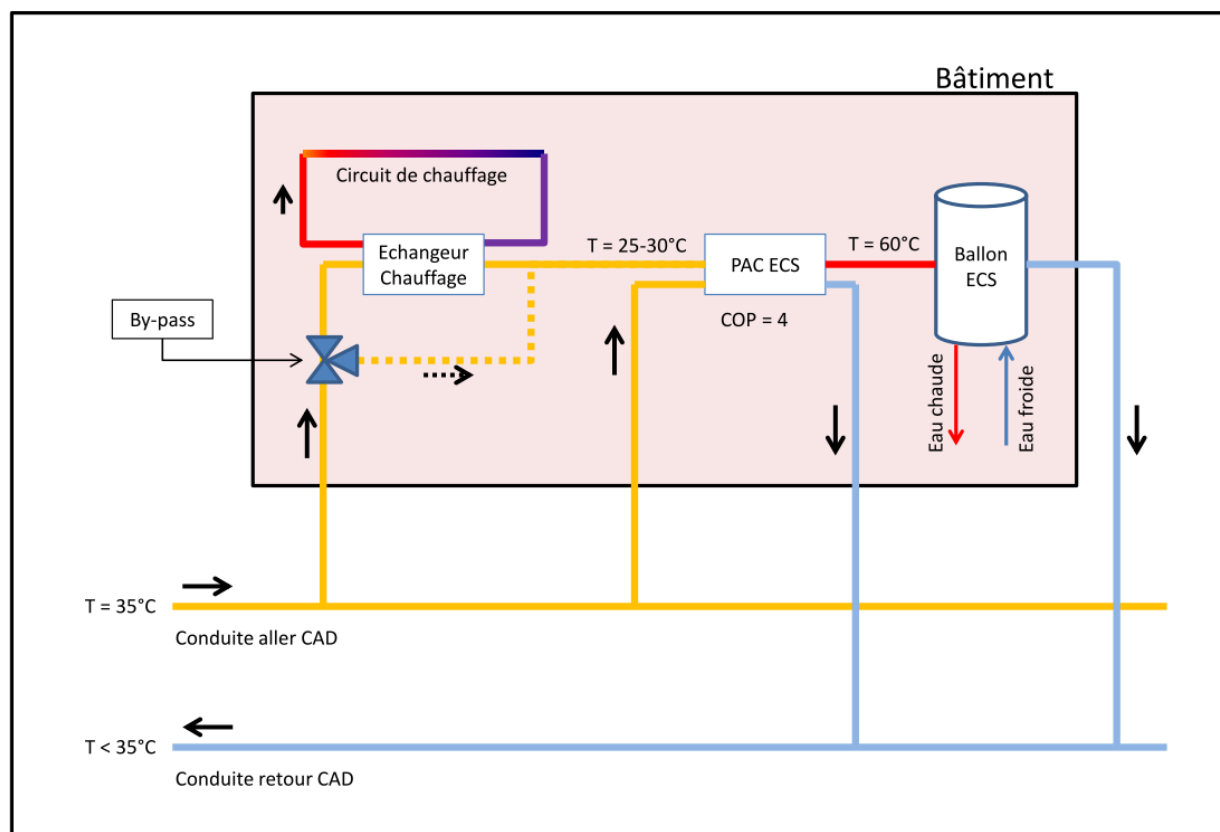 Bâtiment
Circuit de chauffage
Echangeur
Chauffage
T = 25-30°C
PAC ECS
COP = 4
T = 60°C
Ballon
ECS
By-pass
Eau chaude
Eau froide
T = 35°C
Conduite aller CAD
T < 35°C
Conduite retour CAD